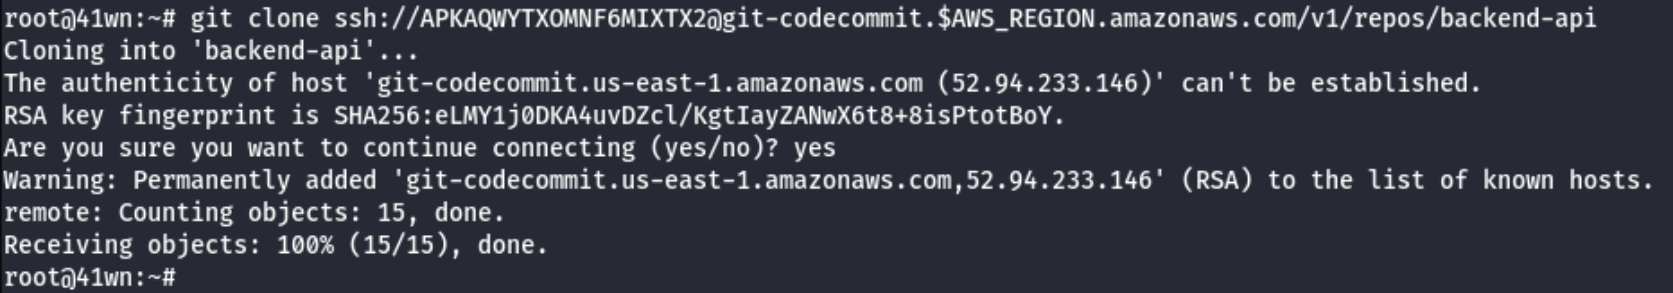 root@41wn:~# git clone ssh://APKAQWYTXOMNF6MIXTX2@git-codecommit.$AWS_REGION.amazonaws.com/v1/repos/backend-api
Cloning into 'backend-api'...
The authenticity of host 'git-codecommit.us-east-1.amazonaws.com (52.94.233.146)' can't be established.
RSA key fingerprint is SHA256:eLMY1j0DKA4uvDZcl/KgtIayZANwX6t8+8isPtotBoY.
Are you sure you want to continue connecting (yes/no)? yes
Warning: Permanently added 'git-codecommit.us-east-1.amazonaws.com,52.94.233.146' (RSA) to the list of known hosts.
remote: Counting objects: 15, done.
Receiving objects: 100% (15/15), done.
root@41wn:~#